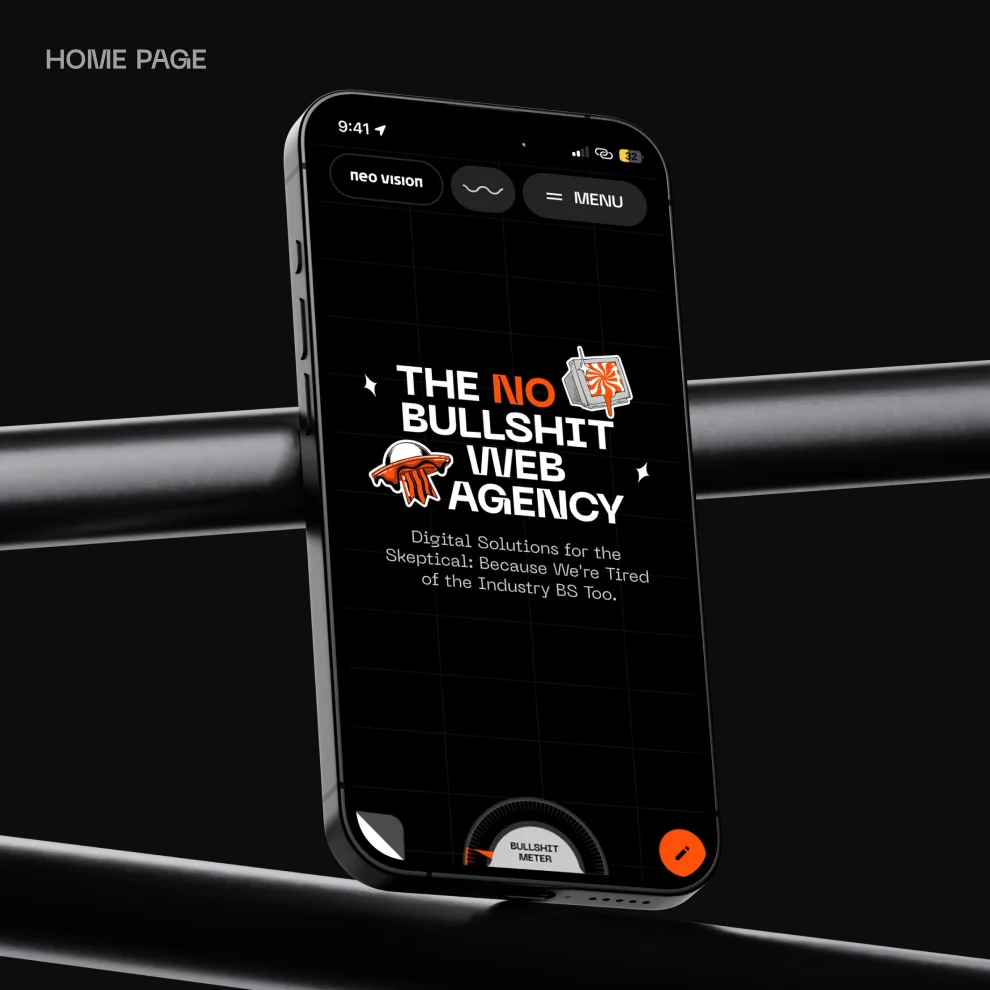 HOME PAGE
9:41
32
neo vision
MENU
THE NO
BULLSHIT
WEB
AGENCY
Digital Solutions for the
Skeptical: Because We're Tired
of the Industry BS Too.
BULLSHIT
METER